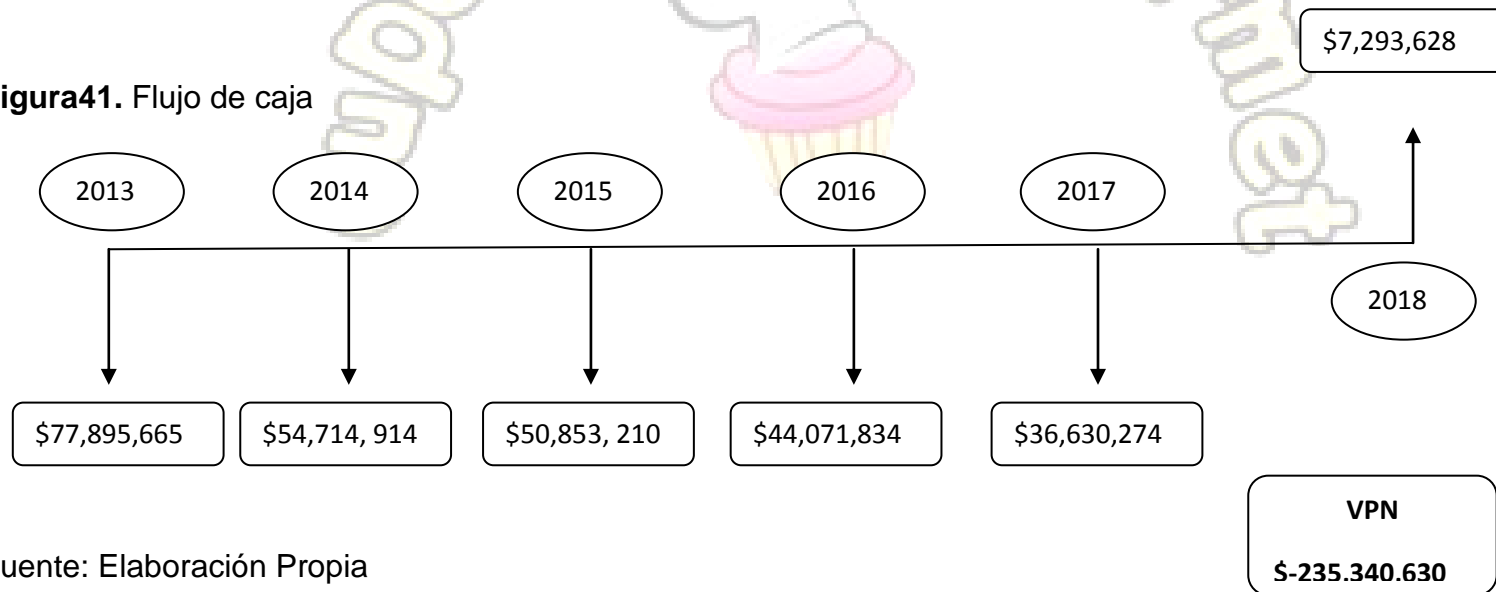 $7,293,628
igura41. Flujo de caja
2013 2014 2015 2016 2017
2018
$77,895,665 $54,714, 914 $50,853, 210 $44,071,834 $36,630,274
VPN
uente: Elaboración Propia
$-235.340.630